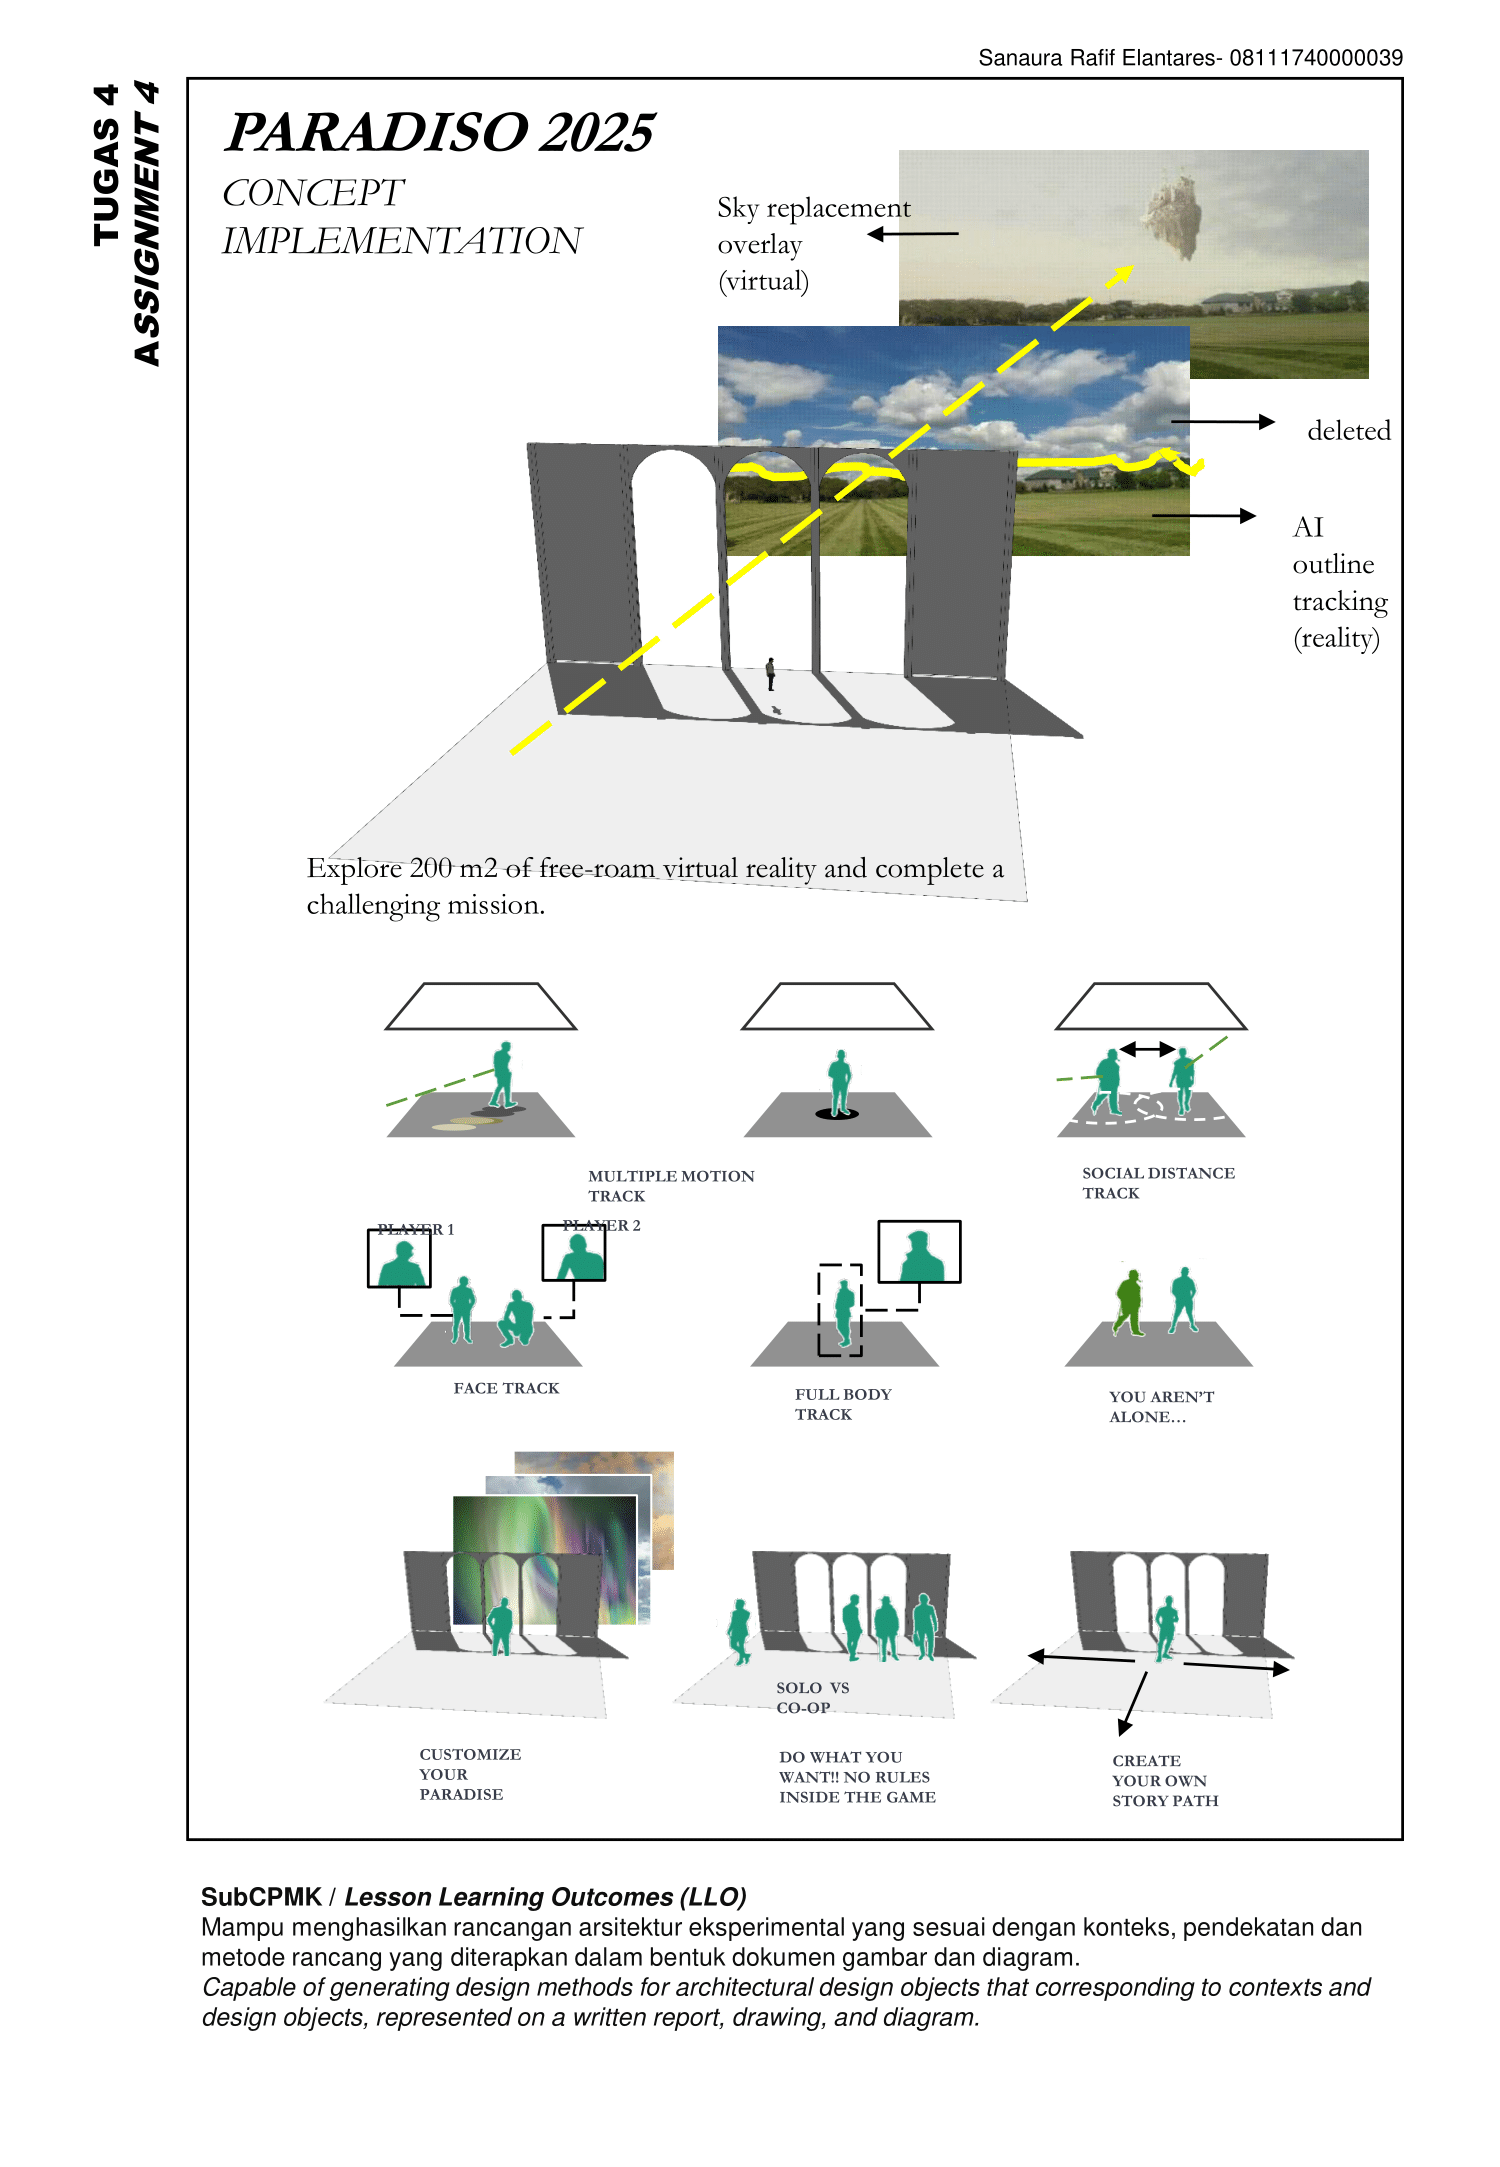 Sanaura Rafif Elantares- 08111740000039
TUGAS 4
ASSIGNMENT 4
PARADISO 2025
CONCEPT
IMPLEMENTATION
Sky replacement
overlay
(virtual)
deleted
AI
outline
tracking
(reality)
Explore 200 m2 of free-roam virtual reality and complete a
challenging mission.
MULTIPLE MOTION
TRACK
SOCIAL DISTANCE
TRACK
PLAYER 1
PLAYER 2
FACE TRACK
FULL BODY
TRACK
YOU AREN'T
ALONE…
SOLO VS
CO-OP
CUSTOMIZE
YOUR
PARADISE
DO WHAT YOU
WANT!! NO RULES
INSIDE THE GAME
CREATE
YOUR OWN
STORY PATH
SubCPMK / Lesson Learning Outcomes (LLO)
Mampu menghasilkan rancangan arsitektur eksperimental yang sesuai dengan konteks, pendekatan dan
metode rancang yang diterapkan dalam bentuk dokumen gambar dan diagram.
Capable of generating design methods for architectural design objects that corresponding to contexts and
design objects, represented on a written report, drawing, and diagram.